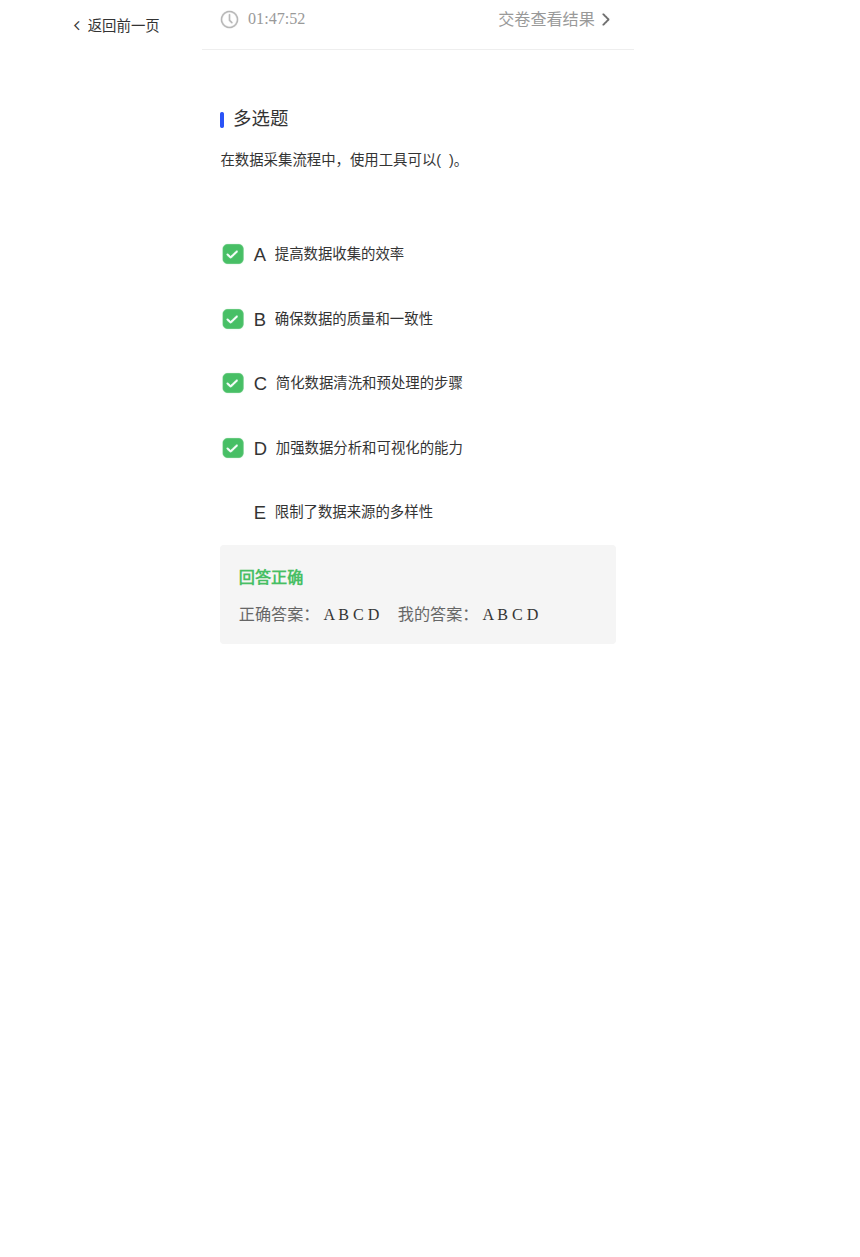 返回前一页
01:47:52 交卷查看结果
多选题
在数据采集流程中，使用工具可以( )。
A 提高数据收集的效率
B 确保数据的质量和一致性
C 简化数据清洗和预处理的步骤
D 加强数据分析和可视化的能力
E 限制了数据来源的多样性
回答正确
正确答案： A B C D 我的答案： A B C D